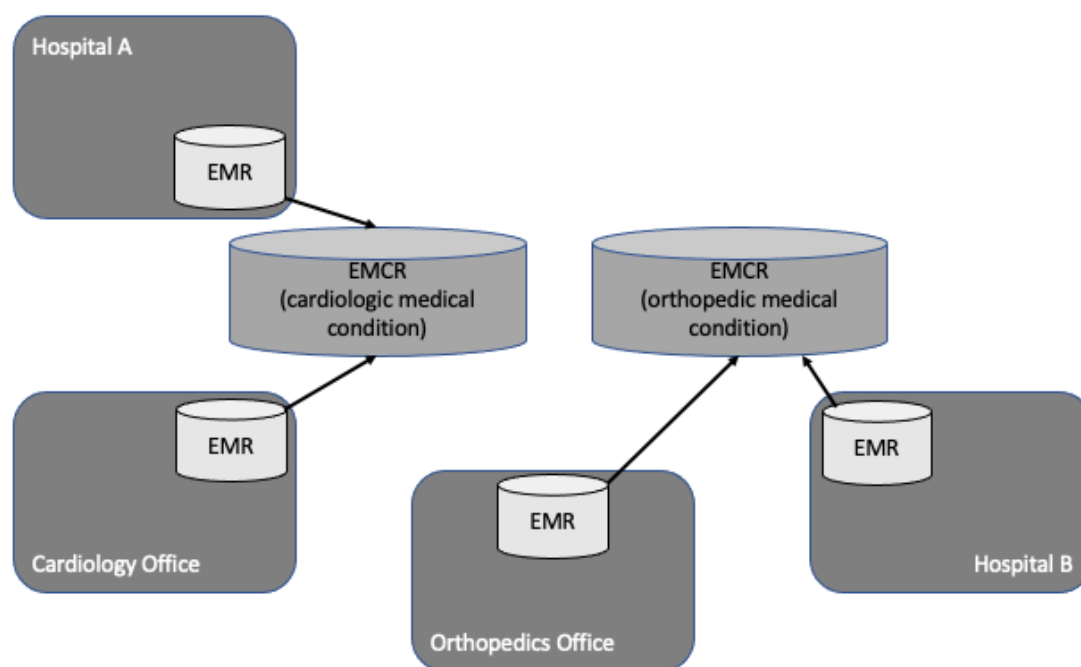 Hospital A
EMR
EMCR
(cardiologic medical
condition)
EMCR
(orthopedic medical
condition)
EMR
Cardiology Office
EMR
Orthopedics Office
EMR
Hospital B